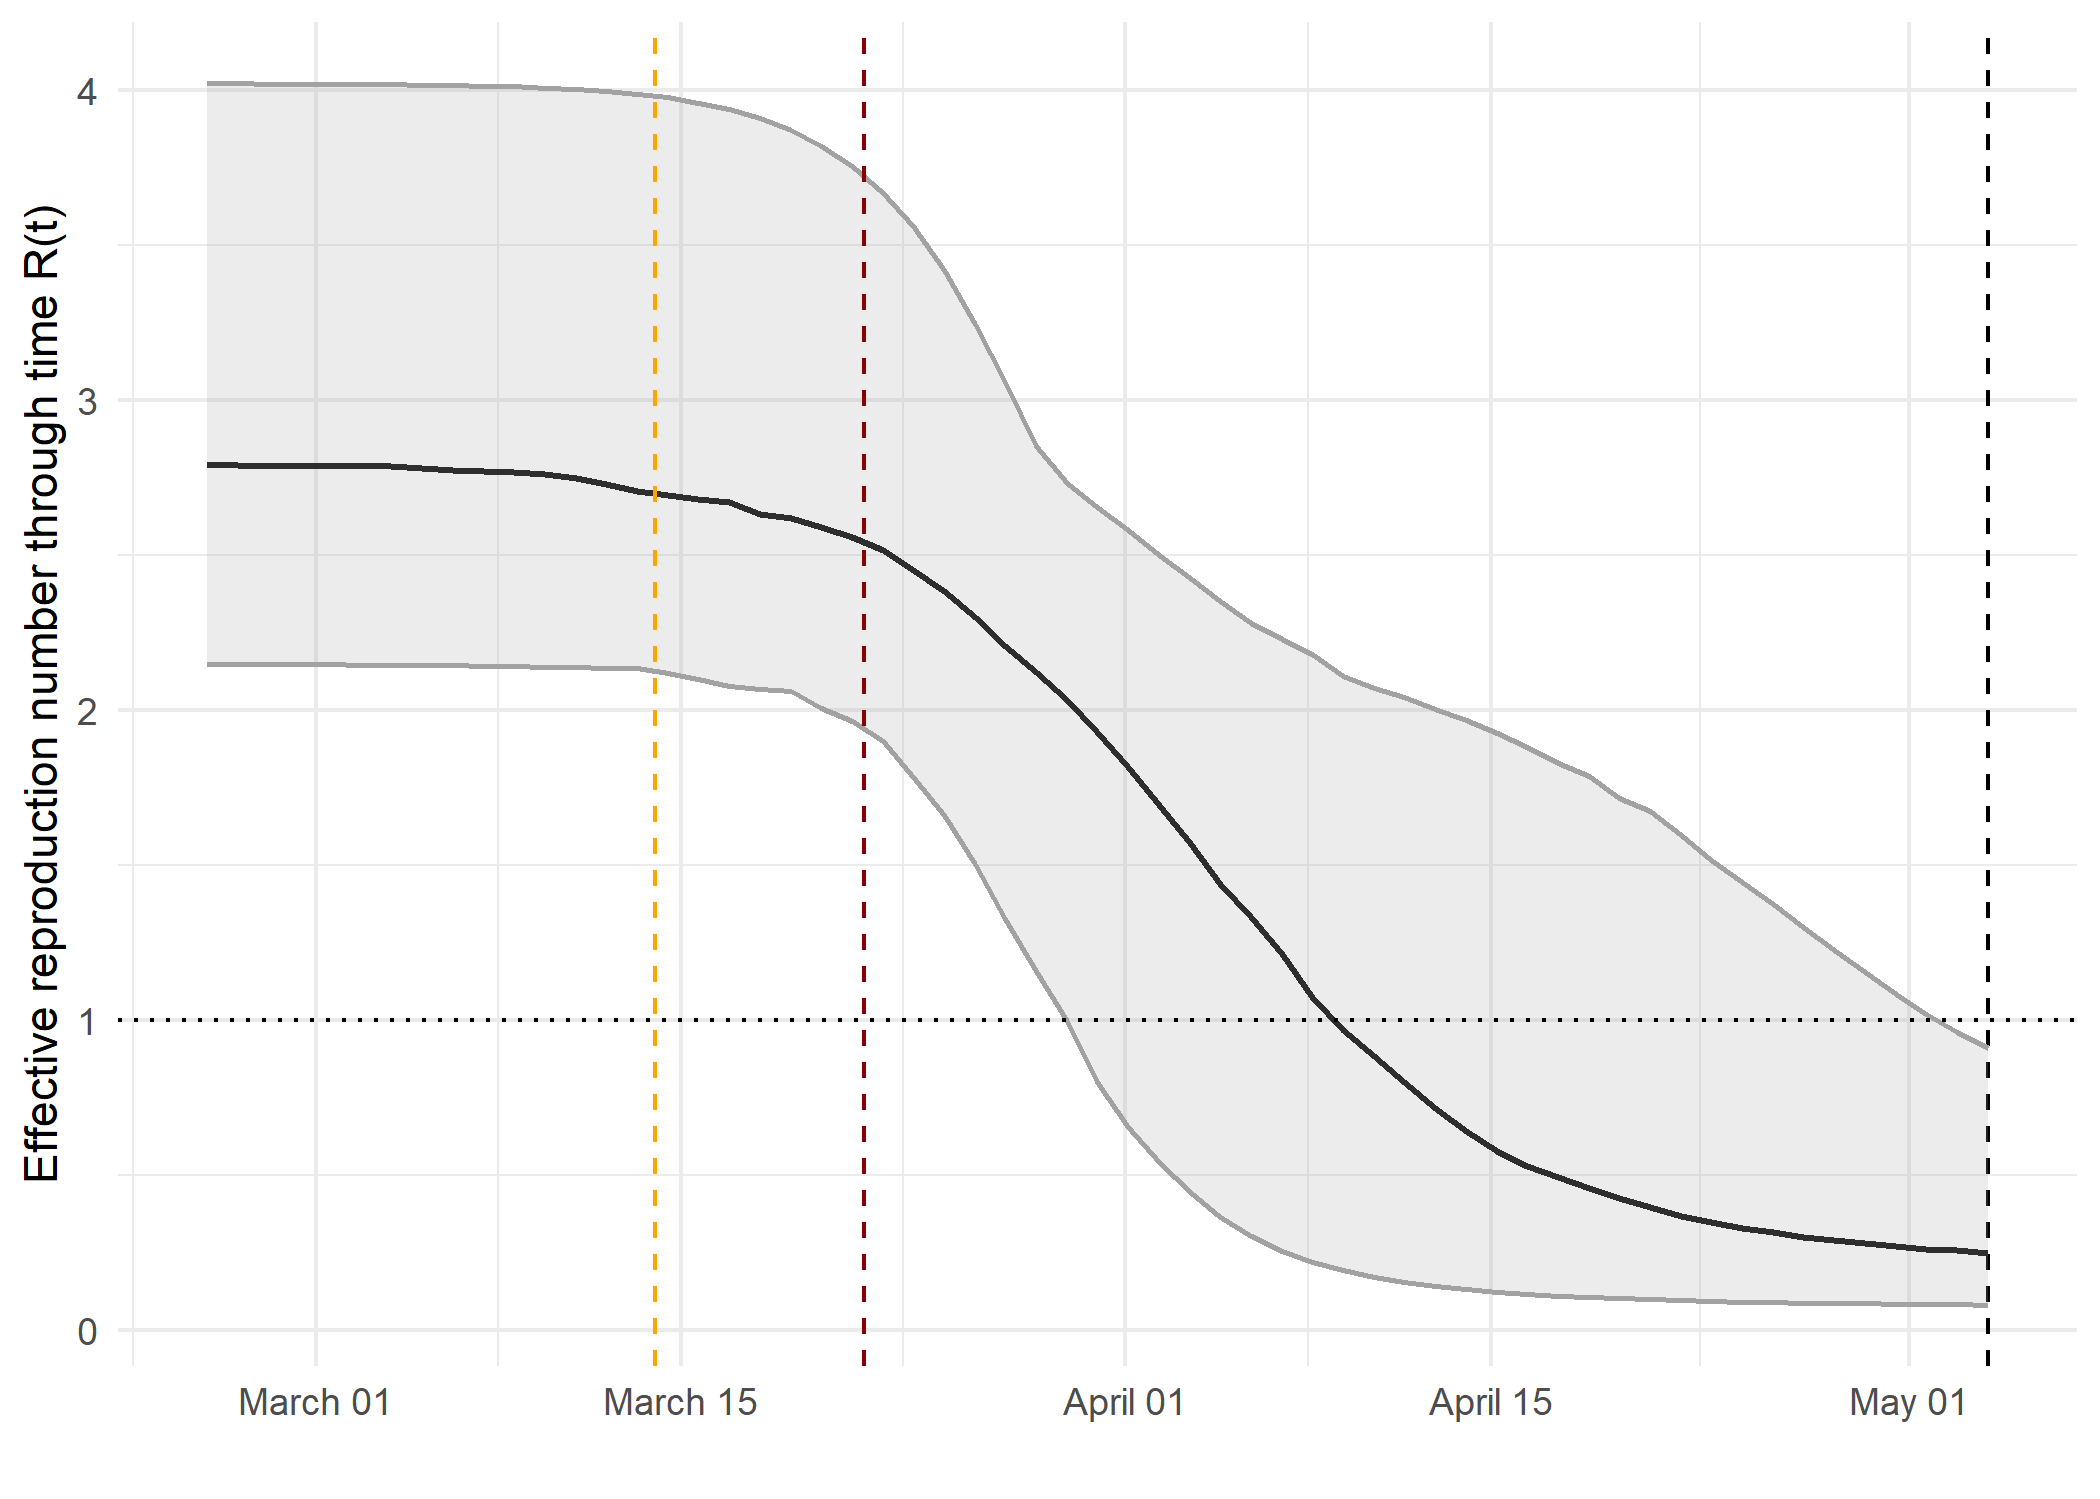 Effective reproduction number through time R(t)
4
3
2
1
0
March 01
March 15
April 01
April 15
May 01